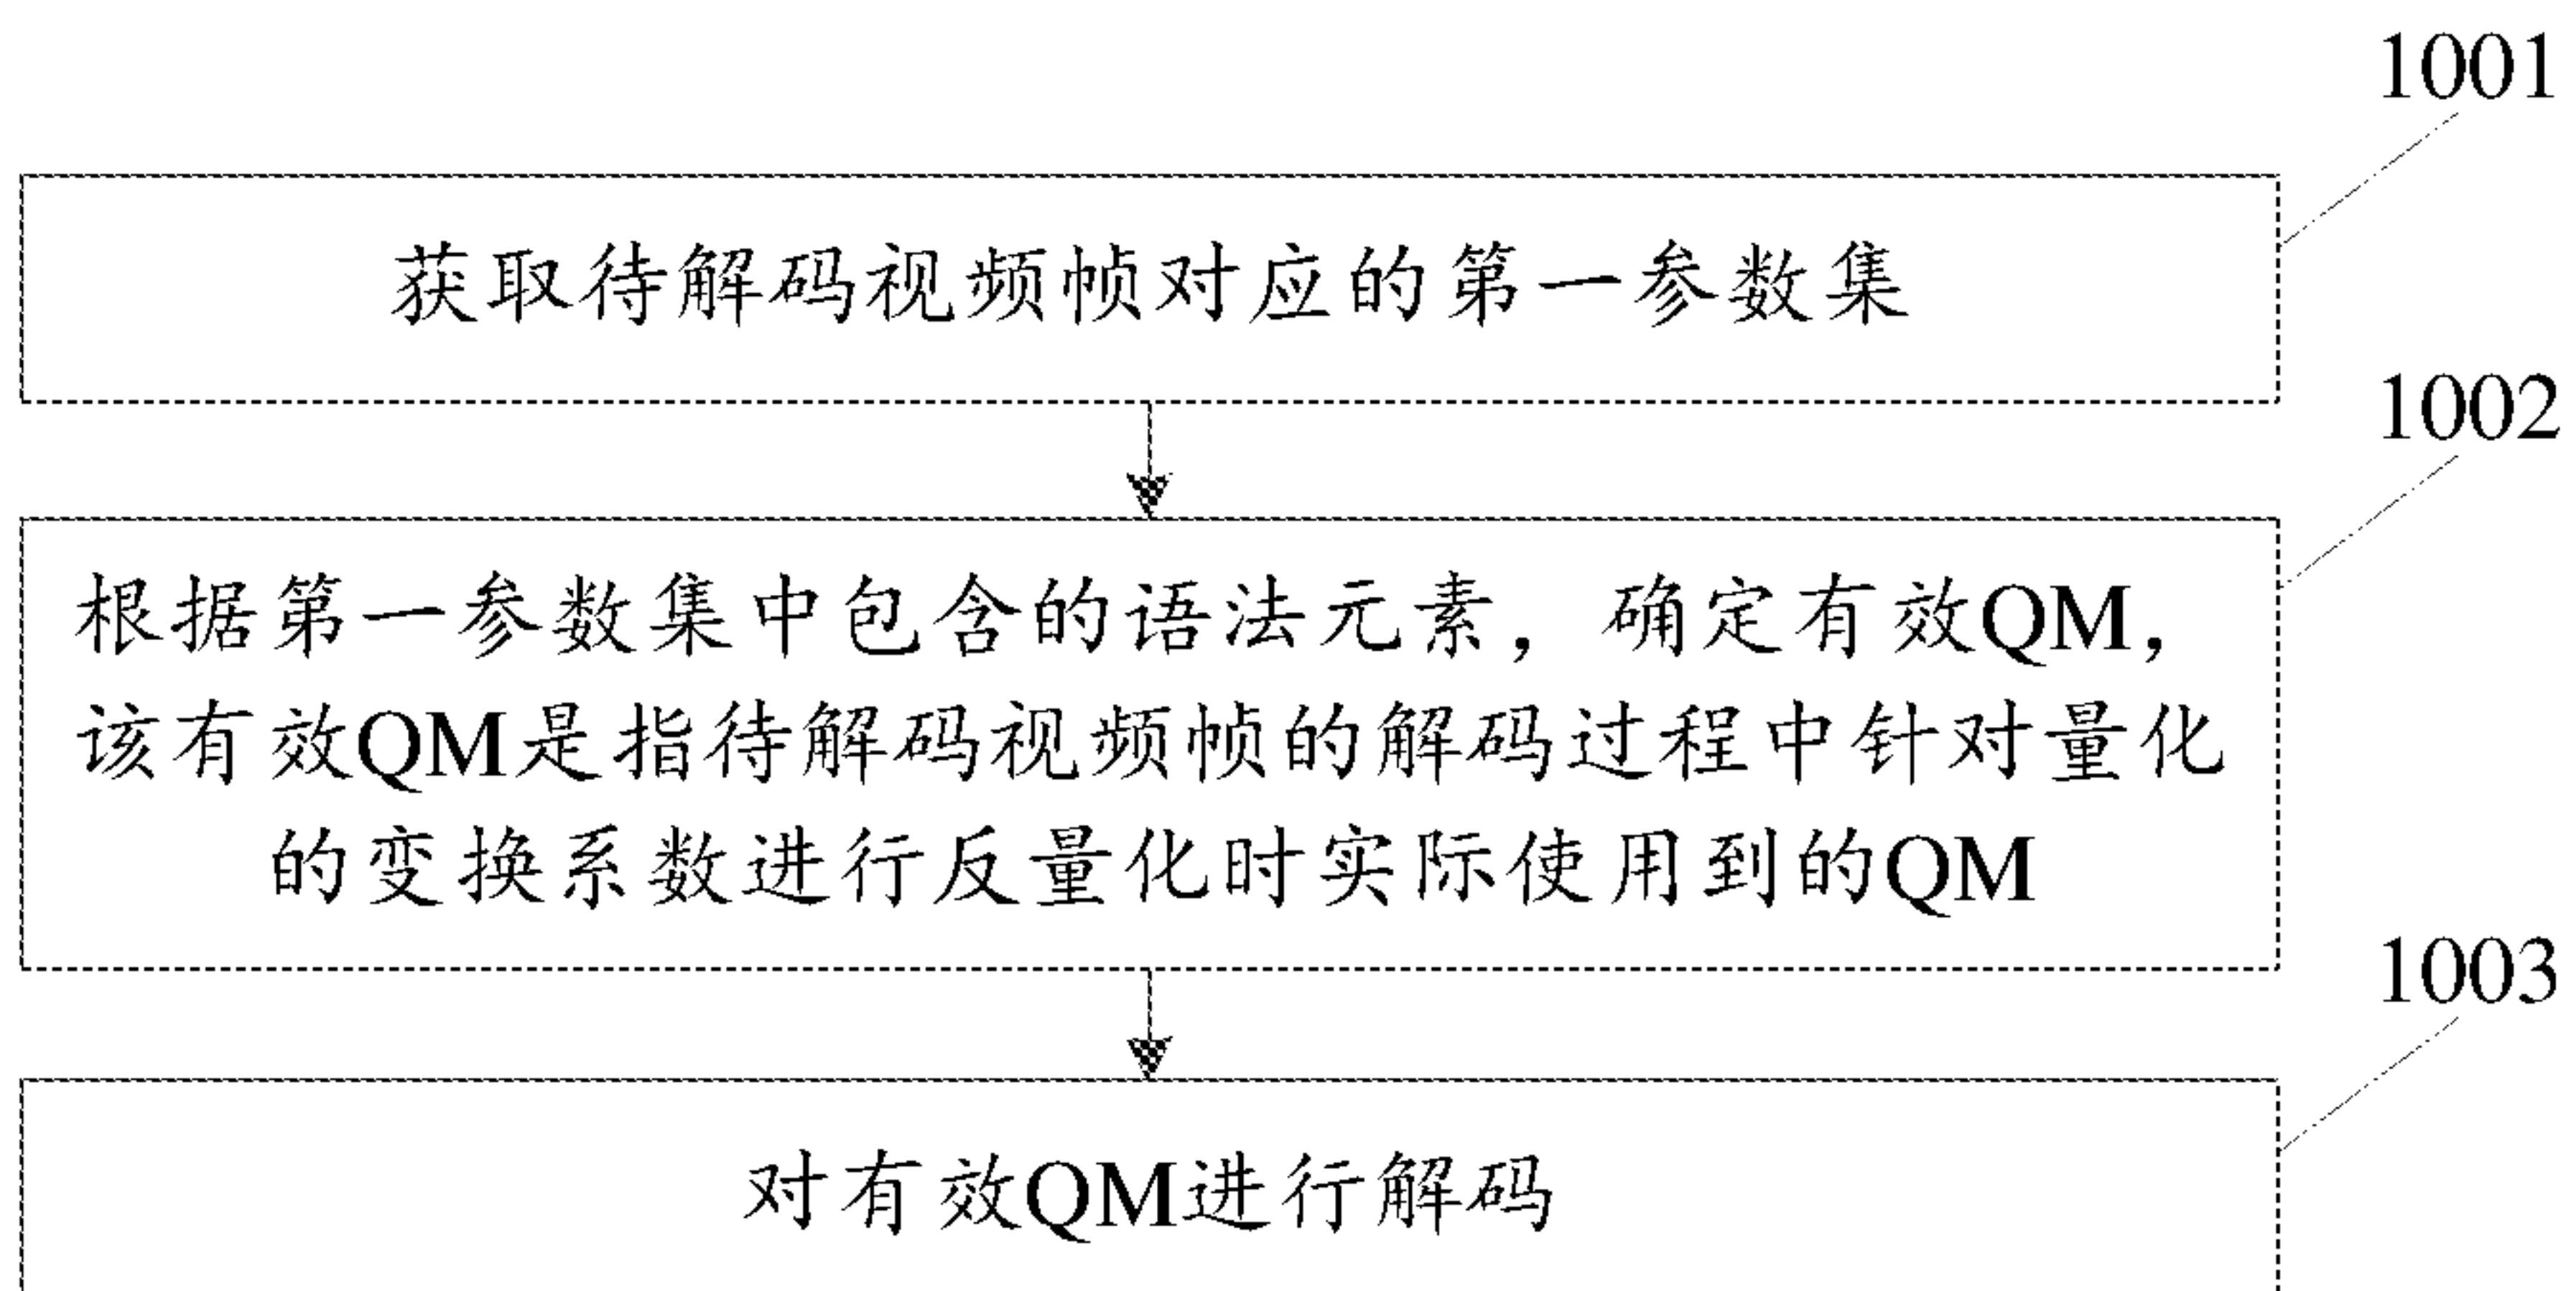 1001
获取待解码视频帧对应的第一参数集
1002
根据第一参数集中包含的语法元素，确定有效QM，
该有效QM是指待解码视频帧的解码过程中针对量化
的变换系数进行反量化时实际使用到的QM
1003
对有效QM进行解码